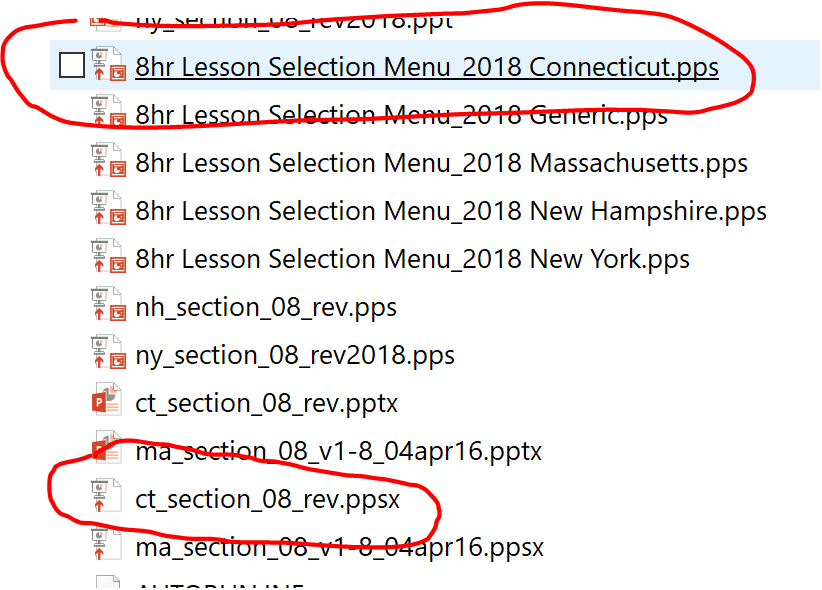 ny_section_08_rev2018.ppt
8hr Lesson Selection Menu_2018 Connecticut.pps
8hr Lesson Selection Menu_2018 Generic.pps
8hr Lesson Selection Menu_2018 Massachusetts.pps
8hr Lesson Selection Menu_2018 New Hampshire.pps
8hr Lesson Selection Menu_2018 New York.pps
nh_section_08_rev.pps
ny_section_08_rev2018.pps
ct_section_08_rev.pptx
ma_section_08_v1-8_04apr16.pptx
ct_section_08_rev.ppsx
ma_section_08_v1-8_04apr16.ppsx
AUTORUN.INF